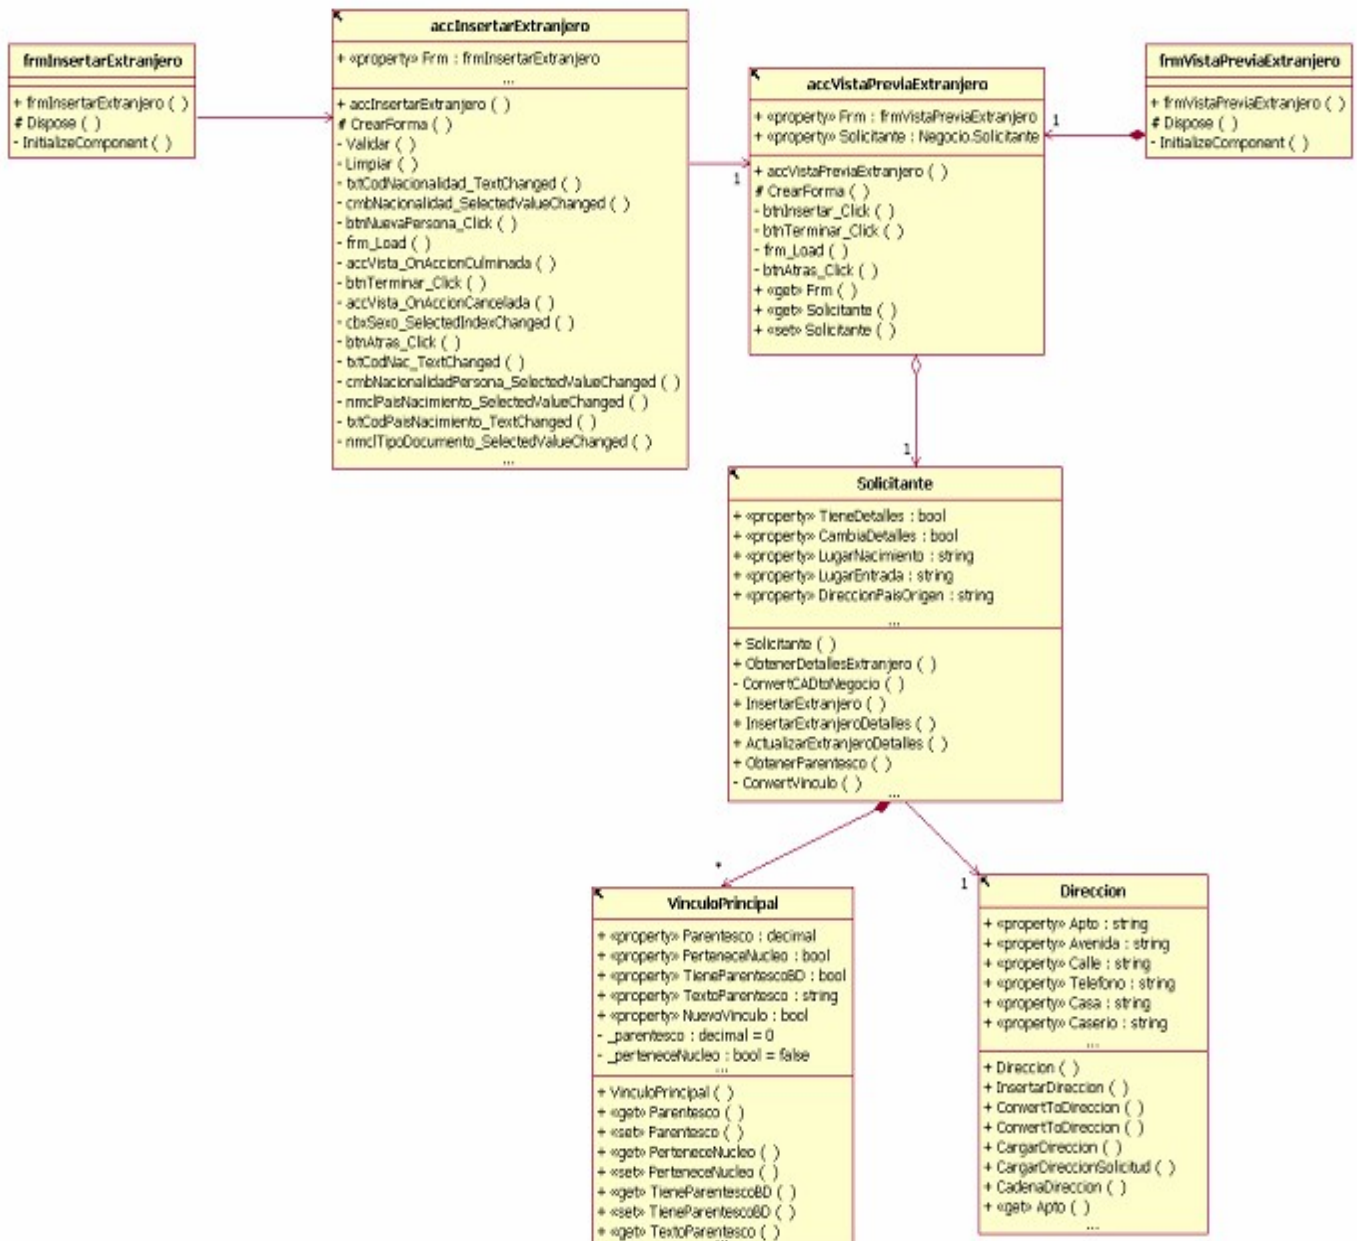 frmInsertarExtranjero
+ frmInsertarExtranjero ( )
# Dispose ( )
- InitializeComponent ( )
accInsertarExtranjero
+ «property» Frm : frmInsertarExtranjero
...
+ accInsertarExtranjero ( )
# CrearForma ( )
- Validar ( )
- Limpiar ( )
- txtCodNacionalidad_TextChanged ( )
- cmbNacionalidad_SelectedValueChanged ( )
- btnNuevaPersona_Click ( )
- frm_Load ( )
- accVista_OnAccionCulminada ( )
- btnTerminar_Click ( )
- accVista_OnAccionCancelada ( )
- cbxSexo_SelectedIndexChanged ( )
- btnAtras_Click ( )
- txtCodNac_TextChanged ( )
- cmbNacionalidadPersona_SelectedValueChanged ( )
- nmclPaisNacimiento_SelectedValueChanged ( )
- txtCodPaisNacimiento_TextChanged ( )
- nmclTipoDocumento_SelectedValueChanged ( )
...
1
accVistaPreviaExtranjero
+ «property» Frm : frmVistaPreviaExtranjero
+ «property» Solicitante : Negocio.Solicitante
+ accVistaPreviaExtranjero ( )
# CrearForma ( )
- btnInsertar_Click ( )
- btnTerminar_Click ( )
- frm_Load ( )
- btnAtras_Click ( )
+ «get» Frm ( )
+ «get» Solicitante ( )
+ «set» Solicitante ( )
1
frmVistaPreviaExtranjero
+ frmVistaPreviaExtranjero ( )
# Dispose ( )
- InitializeComponent ( )
1
Solicitante
+ «property» TieneDetalles : bool
+ «property» CambiaDetalles : bool
+ «property» LugarNacimiento : string
+ «property» LugarEntrada : string
+ «property» DireccionPaisOrigen : string
...
+ Solicitante ( )
+ ObtenerDetallesExtranjero ( )
- ConvertCADtoNegocio ( )
+ InsertarExtranjero ( )
+ InsertarExtranjeroDetalles ( )
+ ActualizarExtranjeroDetalles ( )
+ ObtenerParentesco ( )
- ConvertVinculo ( )
...
*
VinculoPrincipal
+ «property» Parentesco : decimal
+ «property» PerteneceNucleo : bool
+ «property» TieneParentescoBD : bool
+ «property» TextoParentesco : string
+ «property» NuevoVinculo : bool
- _parentesco : decimal = 0
- _perteneceNucleo : bool = false
...
+ VinculoPrincipal ( )
+ «get» Parentesco ( )
+ «set» Parentesco ( )
+ «get» PerteneceNucleo ( )
+ «set» PerteneceNucleo ( )
+ «get» TieneParentescoBD ( )
+ «set» TieneParentescoBD ( )
+ «get» TextoParentesco ( )
1
Direccion
+ «property» Apto : string
+ «property» Avenida : string
+ «property» Calle : string
+ «property» Telefono : string
+ «property» Casa : string
+ «property» Caserio : string
...
+ Direccion ( )
+ InsertarDireccion ( )
+ ConvertToDireccion ( )
+ ConvertToDireccion ( )
+ CargarDireccion ( )
+ CargarDireccionSolicitud ( )
+ CadenaDireccion ( )
+ «get» Apto ( )
...